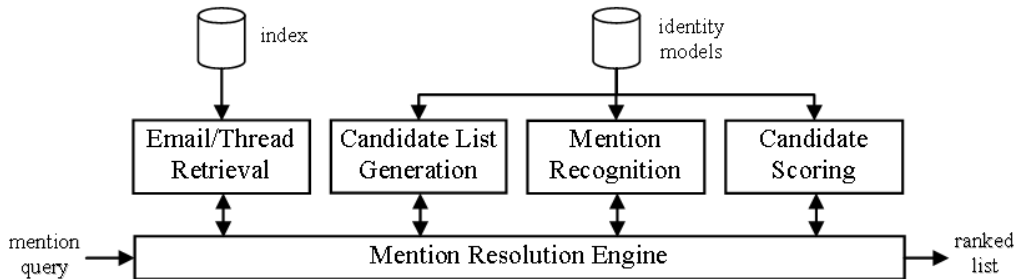 index
identity
models
Email/Thread
Retrieval
Candidate List
Generation
Mention
Recognition
Candidate
Scoring
mention
query
Mention Resolution Engine
ranked
list